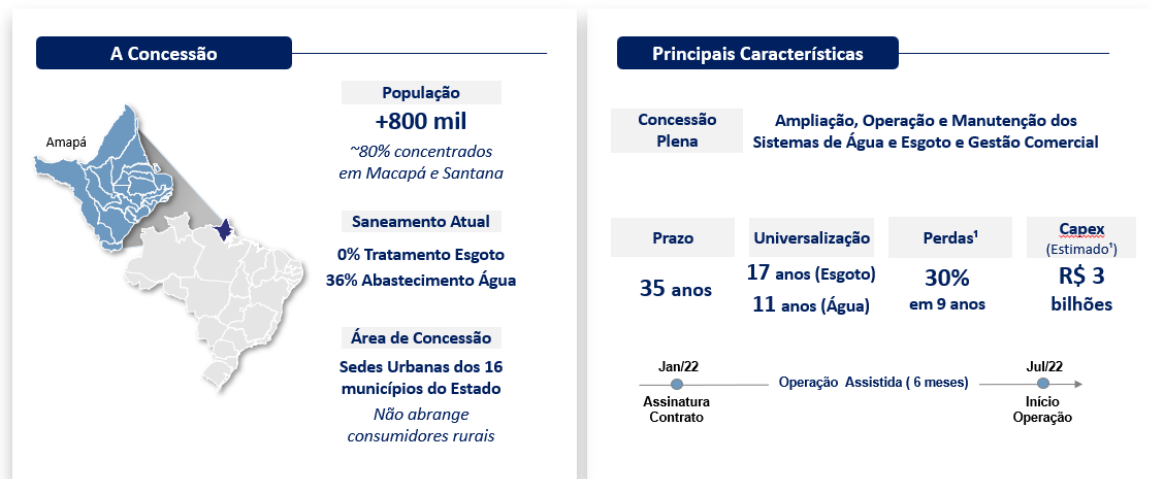 A Concessão
Amapá
População
+800 mil
~80% concentrados
em Macapá e Santana
Saneamento Atual
0% Tratamento Esgoto
36% Abastecimento Água
Área de Concessão
Sedes Urbanas dos 16
municípios do Estado
Não abrange
consumidores rurais
Principais Características
Concessão
Plena
Ampliação, Operação e Manutenção dos
Sistemas de Água e Esgoto e Gestão Comercial
Prazo
35 anos
Universalização
17 anos (Esgoto)
11 anos (Água)
Perdas¹
30%
em 9 anos
Capex
(Estimado¹)
R$ 3
bilhões
Jan/22
Assinatura
Contrato
Operação Assistida ( 6 meses)
Jul/22
Início
Operação